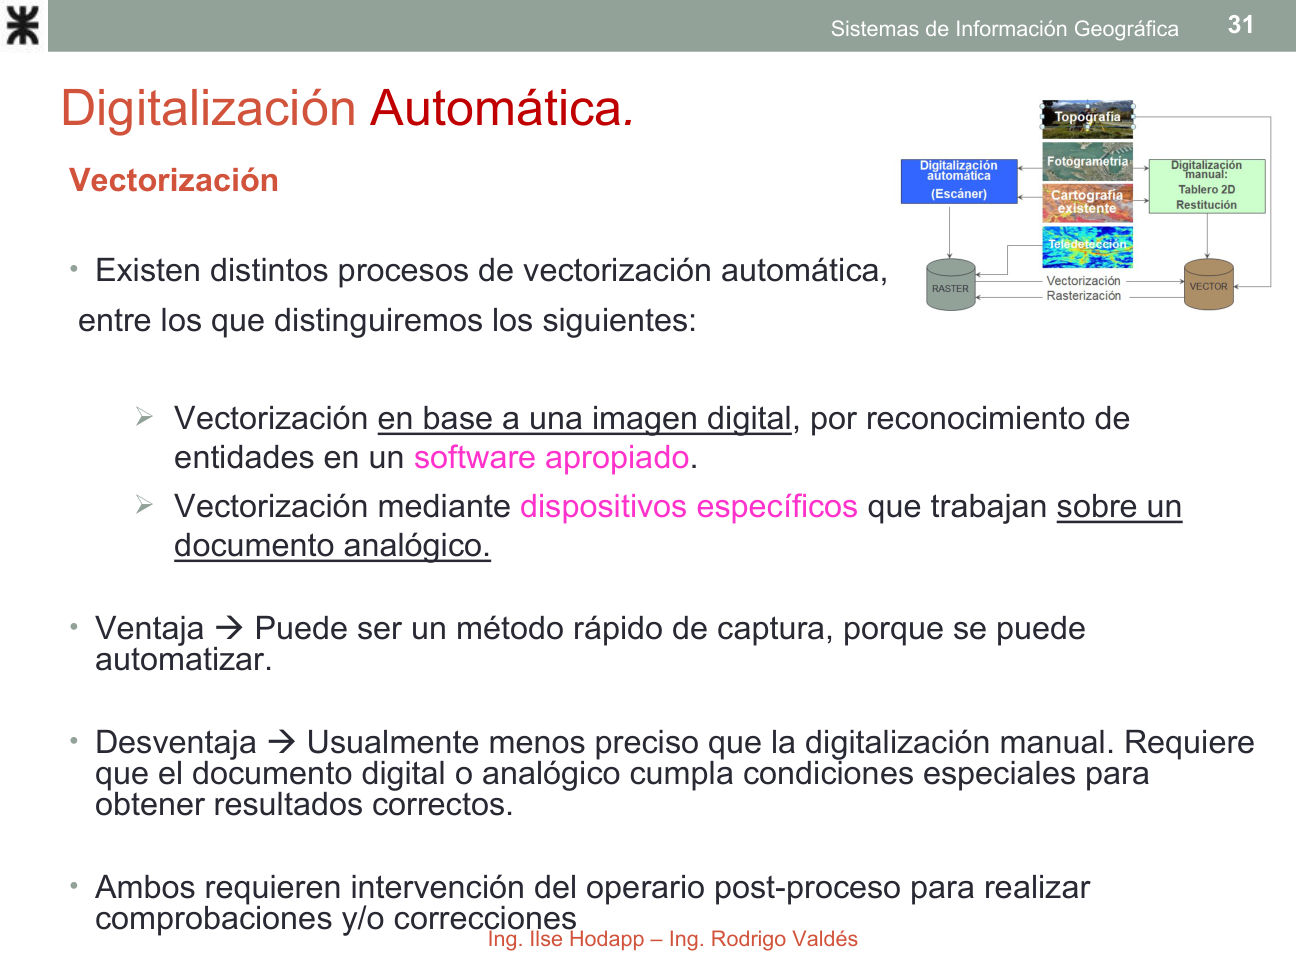 Sistemas de Información Geográfica 31
Digitalización Automática.
Vectorización
• Existen distintos procesos de vectorización automática,
entre los que distinguiremos los siguientes:
➢ Vectorización en base a una imagen digital, por reconocimiento de
entidades en un software apropiado.
➢ Vectorización mediante dispositivos específicos que trabajan sobre un
documento analógico.
• Ventaja → Puede ser un método rápido de captura, porque se puede
automatizar.
• Desventaja → Usualmente menos preciso que la digitalización manual. Requiere
que el documento digital o analógico cumpla condiciones especiales para
obtener resultados correctos.
• Ambos requieren intervención del operario post-proceso para realizar
comprobaciones y/o correcciones
Topografía
Fotogrametría
Cartografía
existente
Teledetección
Digitalización
automática
(Escáner)
Digitalización
manual:
Tablero 2D
Restitución
RASTER
Vectorización
Rasterización
VECTOR
Ing. Ilse Hodapp – Ing. Rodrigo Valdés